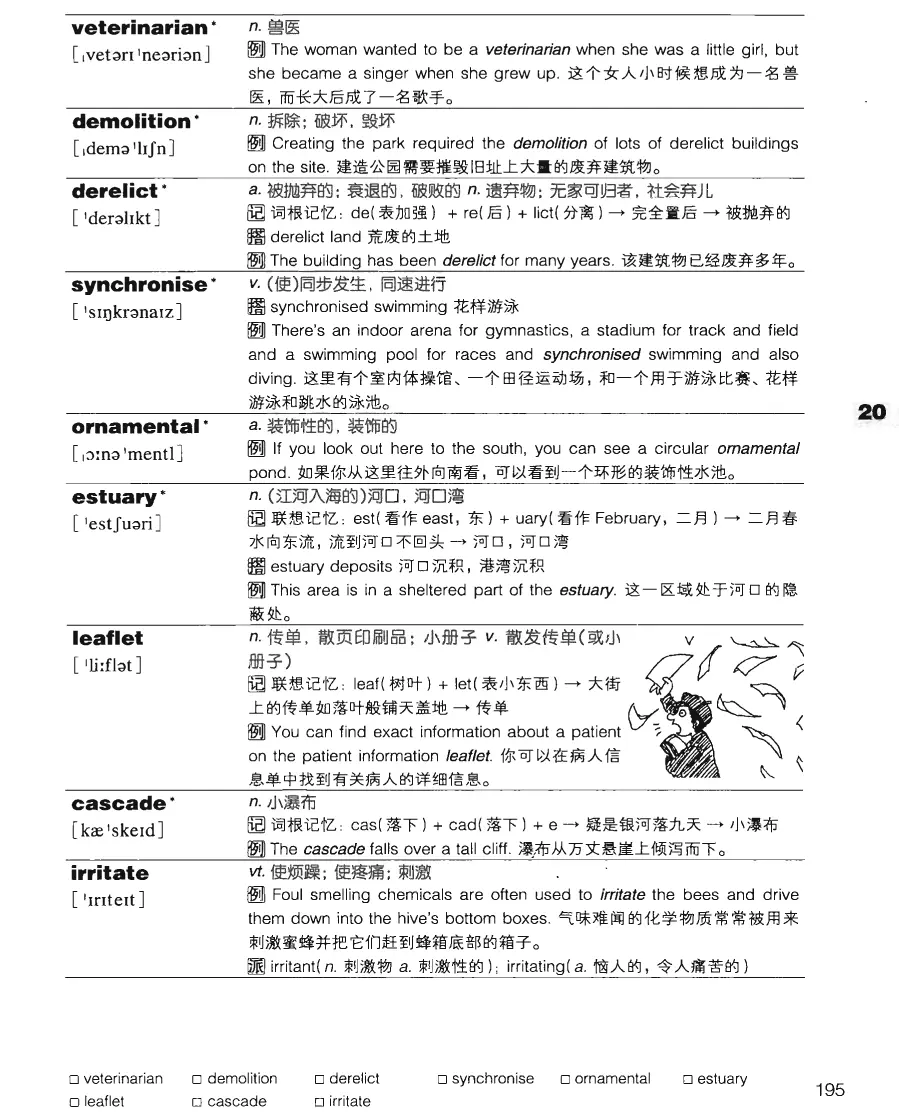 veterinarian* n. 兽医
[ˌvetərɪˈneəriən] [例] The woman wanted to be a veterinarian when she was a little girl, but
she became a singer when she grew up. 这个女人小时候想成为一名兽
医，而长大后成了一名歌手。
demolition* n. 拆除；破坏，毁坏
[ˌdeməˈlɪʃn] [例] Creating the park required the demolition of lots of derelict buildings
on the site. 建造公园需要摧毁旧址上大量的废弃建筑物。
derelict* a. 被抛弃的；衰退的，破败的 n. 遗弃物；无家可归者，社会弃儿
[ˈderəlɪkt] [记] 词根记忆：de(表加强) + re(后) + lict(分离) → 完全置后 → 被抛弃的
[搭] derelict land 荒废的土地
[例] The building has been derelict for many years. 该建筑物已经废弃多年。
synchronise* v. (使)同步发生，同速进行
[ˈsɪŋkrənaɪz] [搭] synchronised swimming 花样游泳
[例] There's an indoor arena for gymnastics, a stadium for track and field
and a swimming pool for races and synchronised swimming and also
diving. 这里有个室内体操馆、一个田径运动场，和一个用于游泳比赛、花样
游泳和跳水的泳池。
20
ornamental* a. 装饰性的，装饰的
[ˌɔːnəˈmentl] [例] If you look out here to the south, you can see a circular ornamental
pond. 如果你从这里往外向南看，可以看到一个环形的装饰性水池。
estuary* n. (江河入海的)河口，河口湾
[ˈestʃuəri] [记] 联想记忆：est(看作 east，东) + uary(看作 February，二月) → 二月春
水向东流，流到河口不回头 → 河口，河口湾
[搭] estuary deposits 河口沉积，港湾沉积
[例] This area is in a sheltered part of the estuary. 这一区域处于河口的隐
蔽处。
leaflet n. 传单，散页印刷品；小册子 v. 散发传单(或小
[ˈliːflət] 册子)
[记] 联想记忆：leaf(树叶) + let(表小东西) → 大街
上的传单如落叶般铺天盖地 → 传单
[例] You can find exact information about a patient
on the patient information leaflet. 你可以在病人信
息单中找到有关病人的详细信息。
cascade* n. 小瀑布
[kæˈskeɪd] [记] 词根记忆：cas(落下) + cad(落下) + e → 疑是银河落九天 → 小瀑布
[例] The cascade falls over a tall cliff. 瀑布从万丈悬崖上倾泻而下。
irritate vt. 使烦躁；使疼痛；刺激
[ˈɪrɪteɪt] [例] Foul smelling chemicals are often used to irritate the bees and drive
them down into the hive's bottom boxes. 气味难闻的化学物质常常被用来
刺激蜜蜂并把它们赶到蜂箱底部的箱子。
[派] irritant(n. 刺激物 a. 刺激性的)；irritating(a. 恼人的，令人痛苦的)
□ veterinarian □ demolition □ derelict □ synchronise □ ornamental □ estuary
□ leaflet □ cascade □ irritate
195